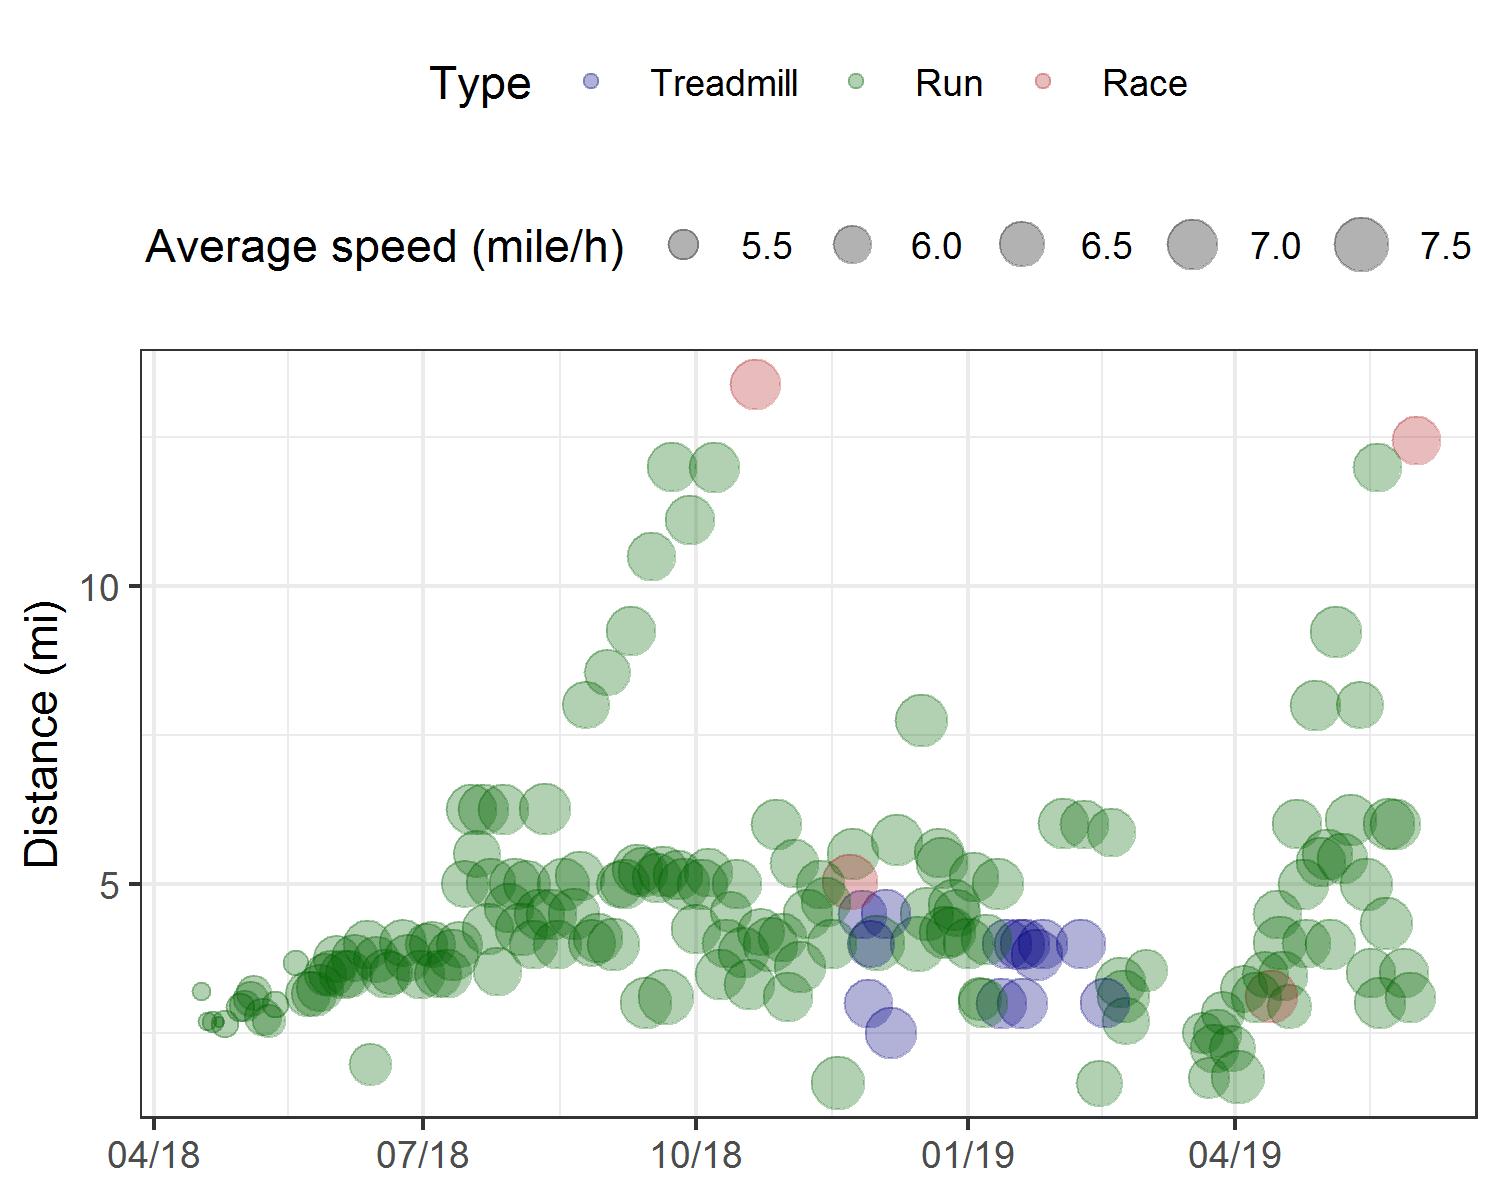 Type Treadmill Run Race
Average speed (mile/h) 5.5 6.0 6.5 7.0 7.5
Distance (mi)
10
5
04/18 07/18 10/18 01/19 04/19